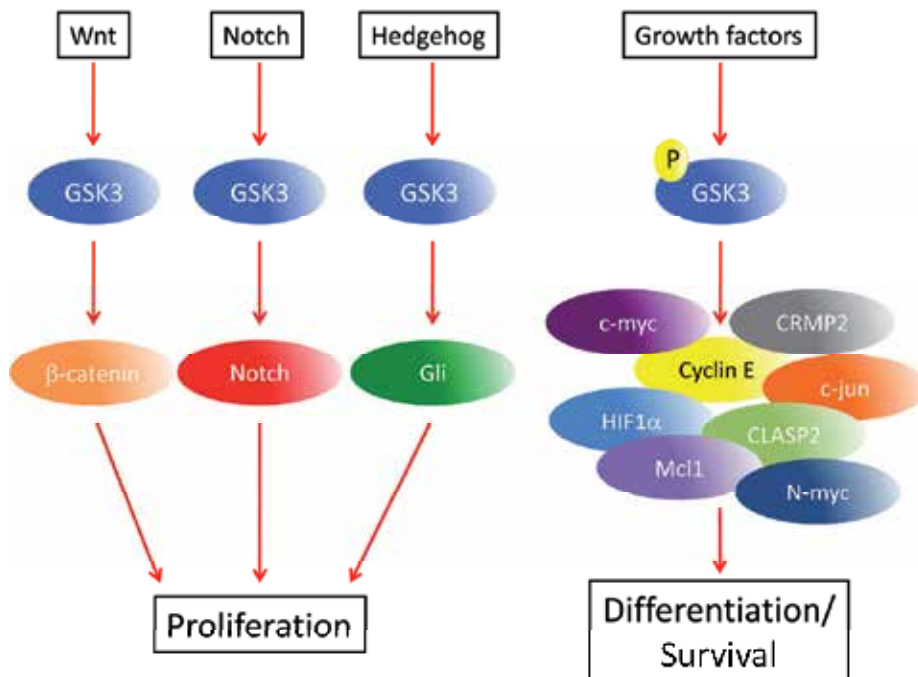 Wnt
Notch
Hedgehog
Growth factors
GSK3
GSK3
GSK3
P
GSK3
β-catenin
Notch
Gli
c-myc
CRMP2
Cyclin E
c-jun
HIF1α
CLASP2
Mcl1
N-myc
Proliferation
Differentiation/
Survival